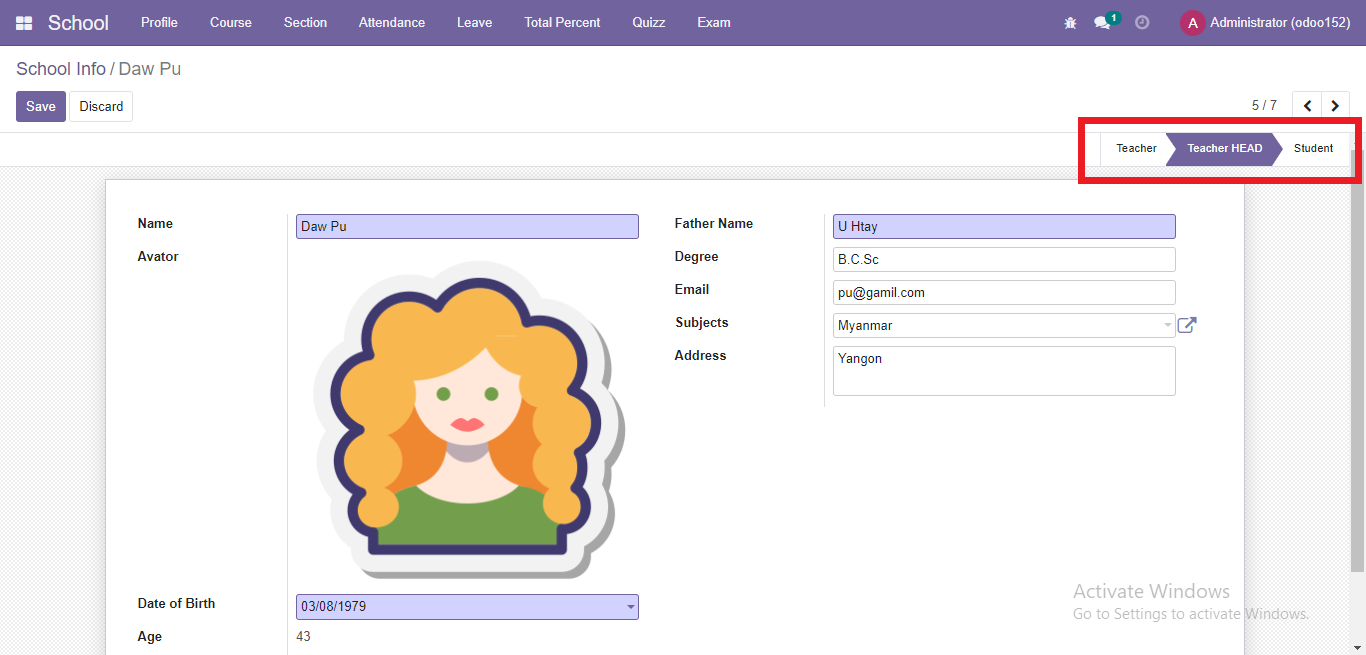 School Profile Course Section Attendance Leave Total Percent Quizz Exam 1 A Administrator (odoo152)
School Info / Daw Pu
Save Discard 5 / 7
Teacher Teacher HEAD Student
Name Daw Pu Father Name U Htay
Avator Degree B.C.Sc
Email pu@gamil.com
Subjects Myanmar
Address Yangon
Activate Windows
Date of Birth 03/08/1979 Go to Settings to activate Windows.
Age 43